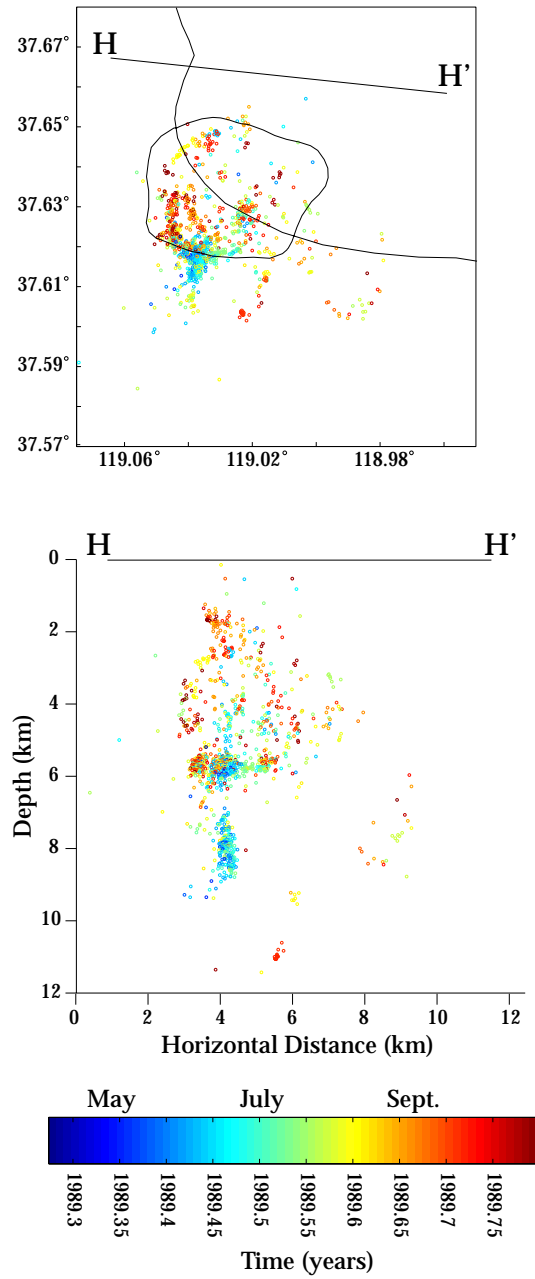 37.67°
H
H'
37.65°
37.63°
37.61°
37.59°
37.57°
119.06° 119.02° 118.98°
H H'
0
2
4
6
8
10
12
Depth (km)
0 2 4 6 8 10 12
Horizontal Distance (km)
May July Sept.
1989.3 1989.35 1989.4 1989.45 1989.5 1989.55 1989.6 1989.65 1989.7 1989.75
Time (years)